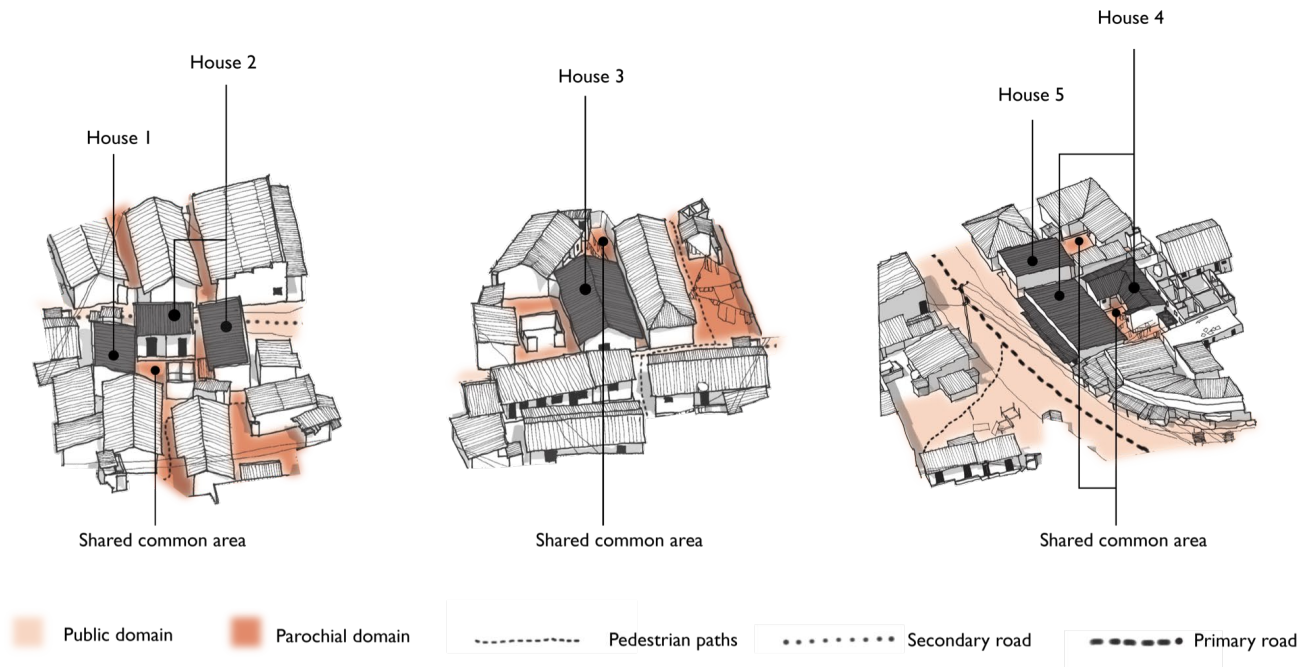 House 4
House 2
House 3
House 5
House 1
Shared common area
Shared common area
Shared common area
Public domain
Parochial domain
Pedestrian paths
Secondary road
Primary road